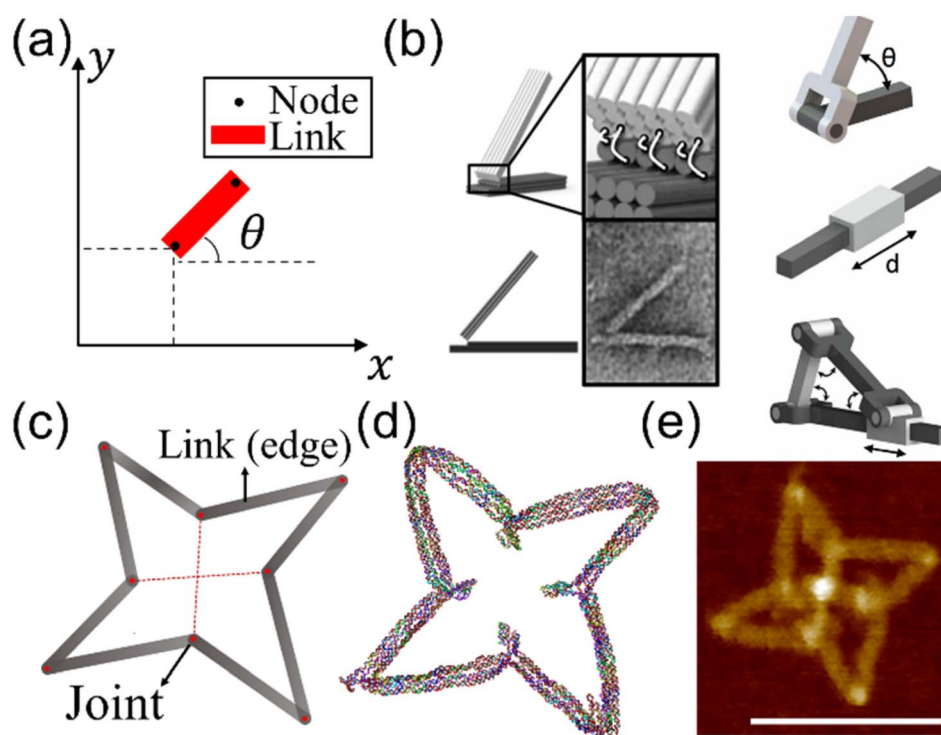 (a)
y
Node
Link
θ
x
(b)
θ
d
(c)
Link (edge)
Joint
(d)
(e)